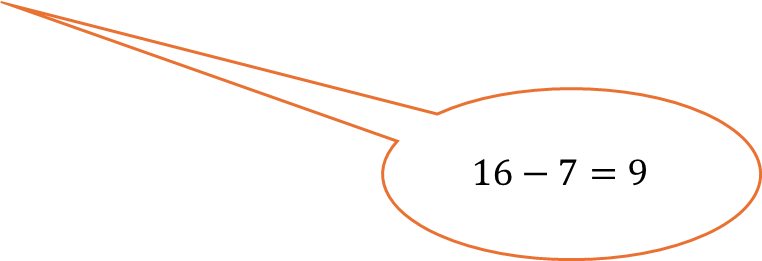 16 − 7 = 9